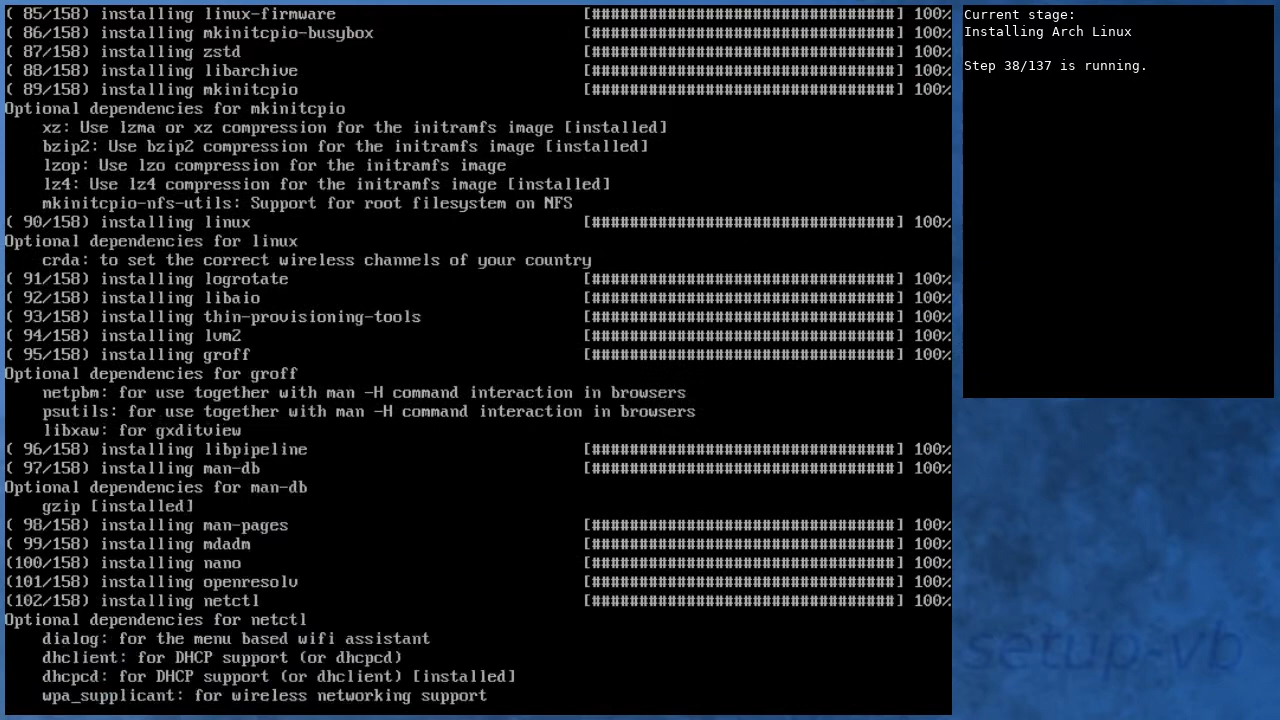 ( 85/158) installing linux-firmware [################################] 100%
( 86/158) installing mkinitcpio-busybox [################################] 100%
( 87/158) installing zstd [################################] 100%
( 88/158) installing libarchive [################################] 100%
( 89/158) installing mkinitcpio [################################] 100%
Optional dependencies for mkinitcpio
    xz: Use lzma or xz compression for the initramfs image [installed]
    bzip2: Use bzip2 compression for the initramfs image [installed]
    lzop: Use lzo compression for the initramfs image
    lz4: Use lz4 compression for the initramfs image [installed]
    mkinitcpio-nfs-utils: Support for root filesystem on NFS
( 90/158) installing linux [################################] 100%
Optional dependencies for linux
    crda: to set the correct wireless channels of your country
( 91/158) installing logrotate [################################] 100%
( 92/158) installing libaio [################################] 100%
( 93/158) installing thin-provisioning-tools [################################] 100%
( 94/158) installing lvm2 [################################] 100%
( 95/158) installing groff [################################] 100%
Optional dependencies for groff
    netpbm: for use together with man -H command interaction in browsers
    psutils: for use together with man -H command interaction in browsers
    libxaw: for gxditview
( 96/158) installing libpipeline [################################] 100%
( 97/158) installing man-db [################################] 100%
Optional dependencies for man-db
    gzip [installed]
( 98/158) installing man-pages [################################] 100%
( 99/158) installing mdadm [################################] 100%
(100/158) installing nano [################################] 100%
(101/158) installing openresolv [################################] 100%
(102/158) installing netctl [################################] 100%
Optional dependencies for netctl
    dialog: for the menu based wifi assistant
    dhclient: for DHCP support (or dhcpcd)
    dhcpcd: for DHCP support (or dhclient) [installed]
    wpa_supplicant: for wireless networking support
Current stage:
Installing Arch Linux
Step 38/137 is running.
setup-vb